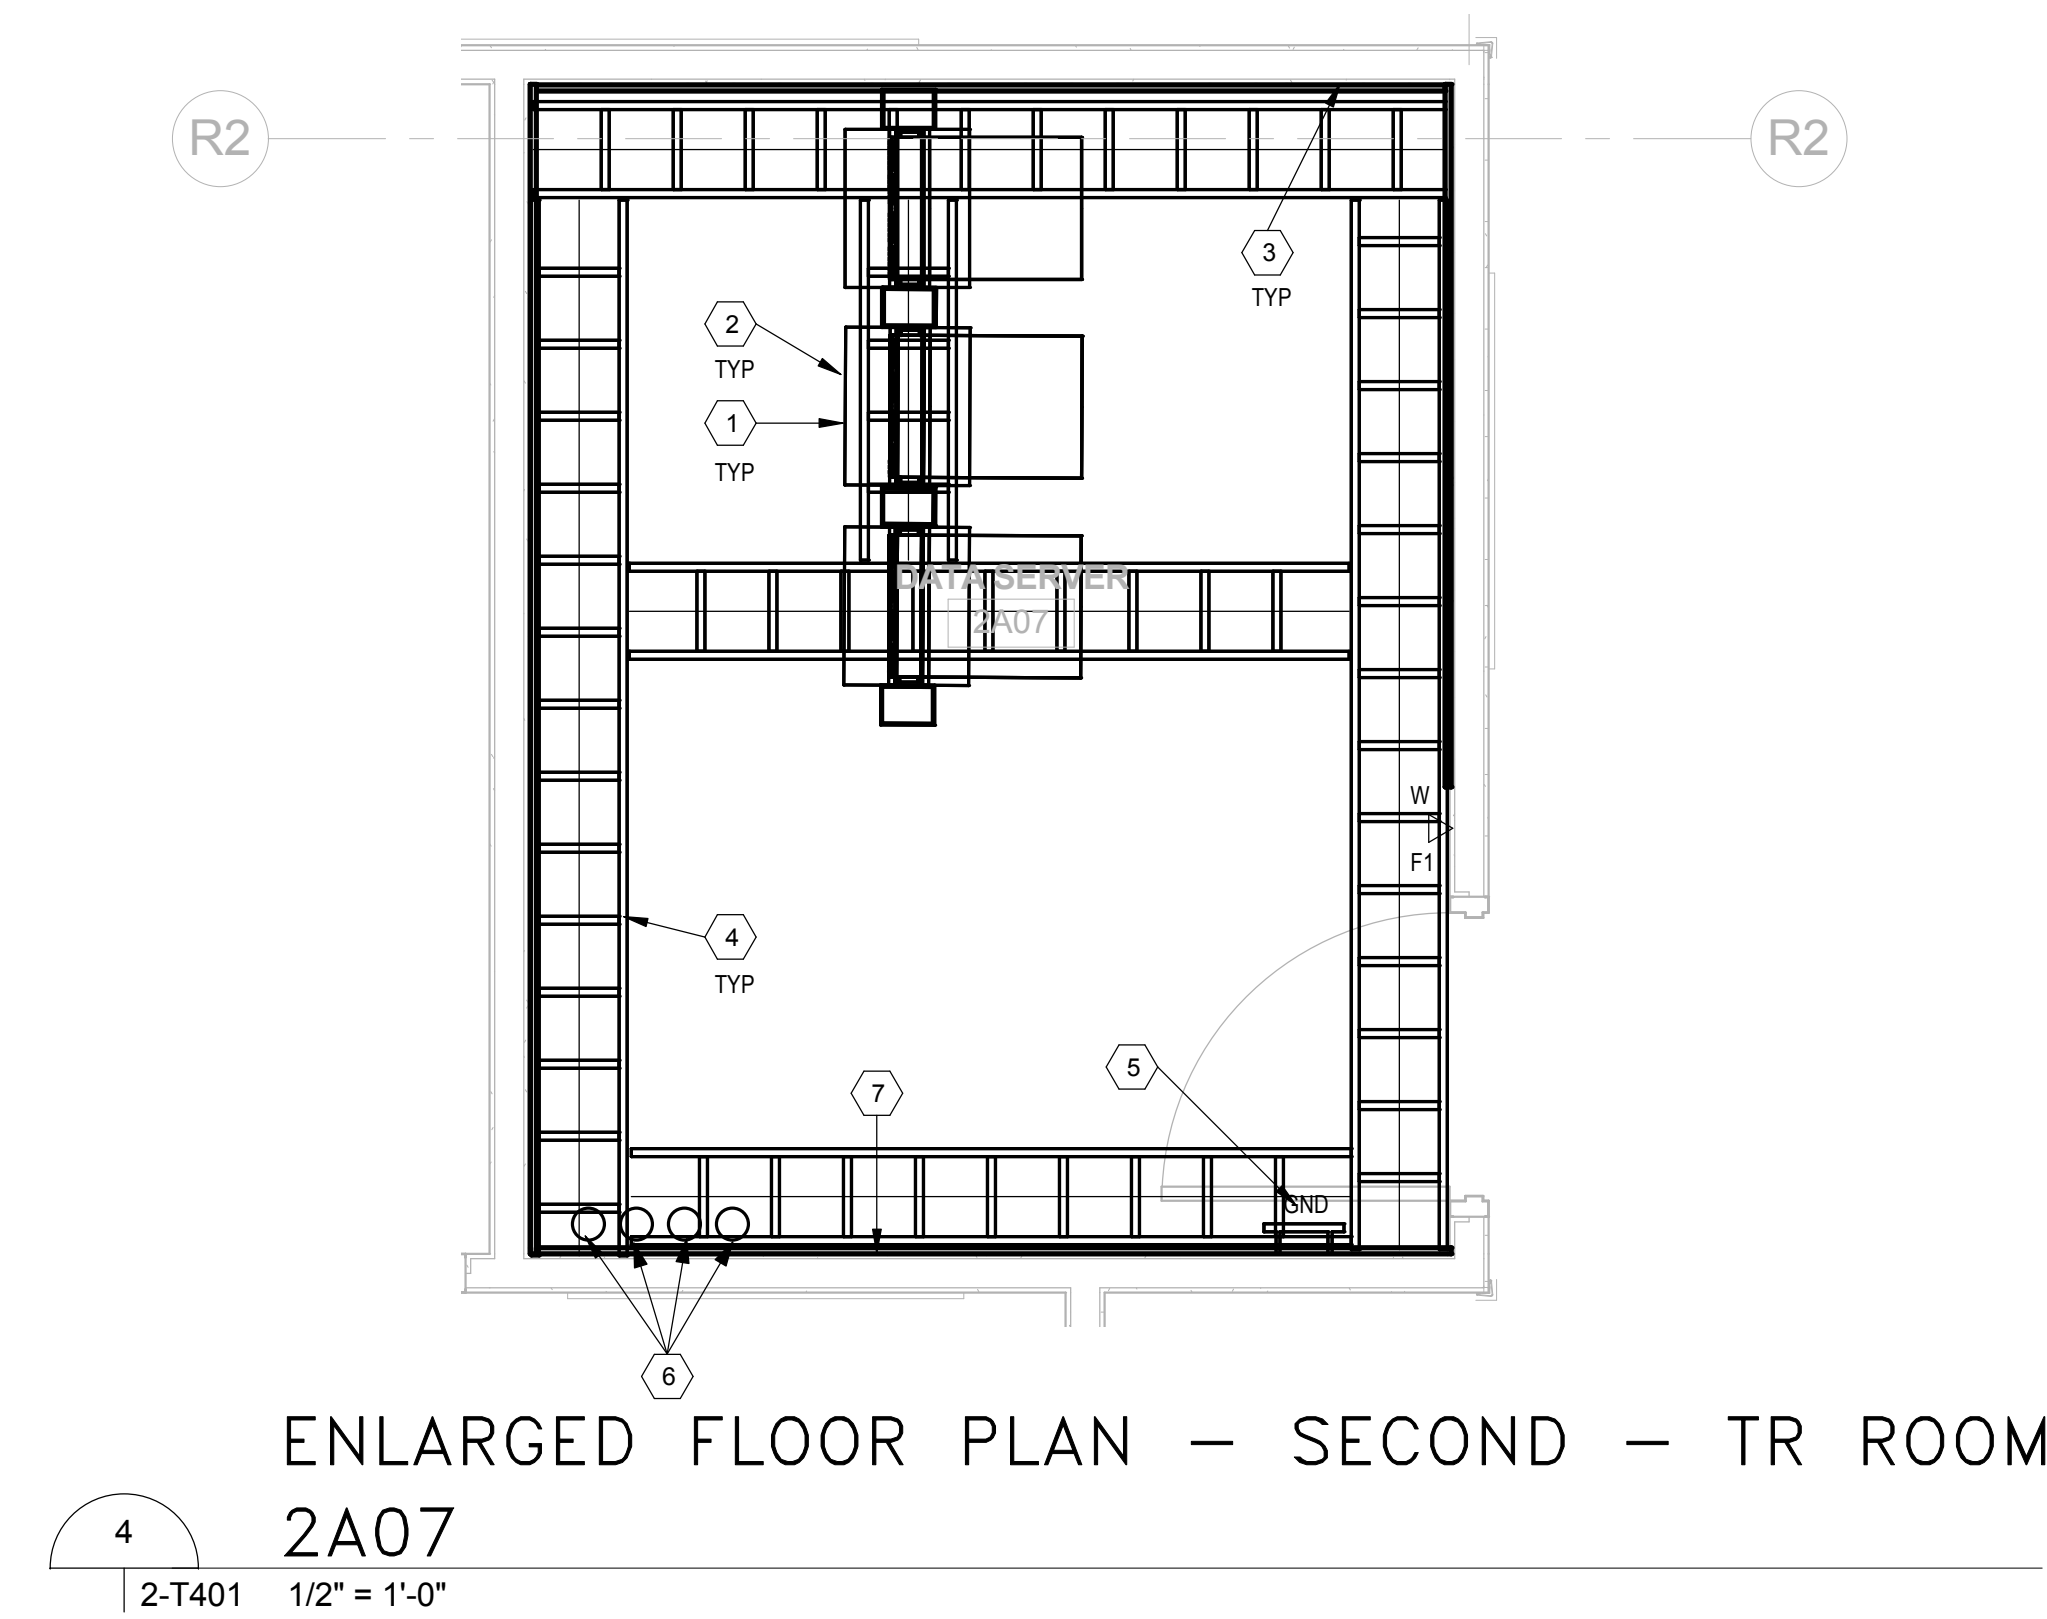 R2
R2
3
TYP
2
TYP
1
TYP
DATA SERVER
2A07
W
F1
4
TYP
5
7
GND
6
ENLARGED FLOOR PLAN - SECOND - TR ROOM
2A07
4
2-T401
1/2" = 1'-0"